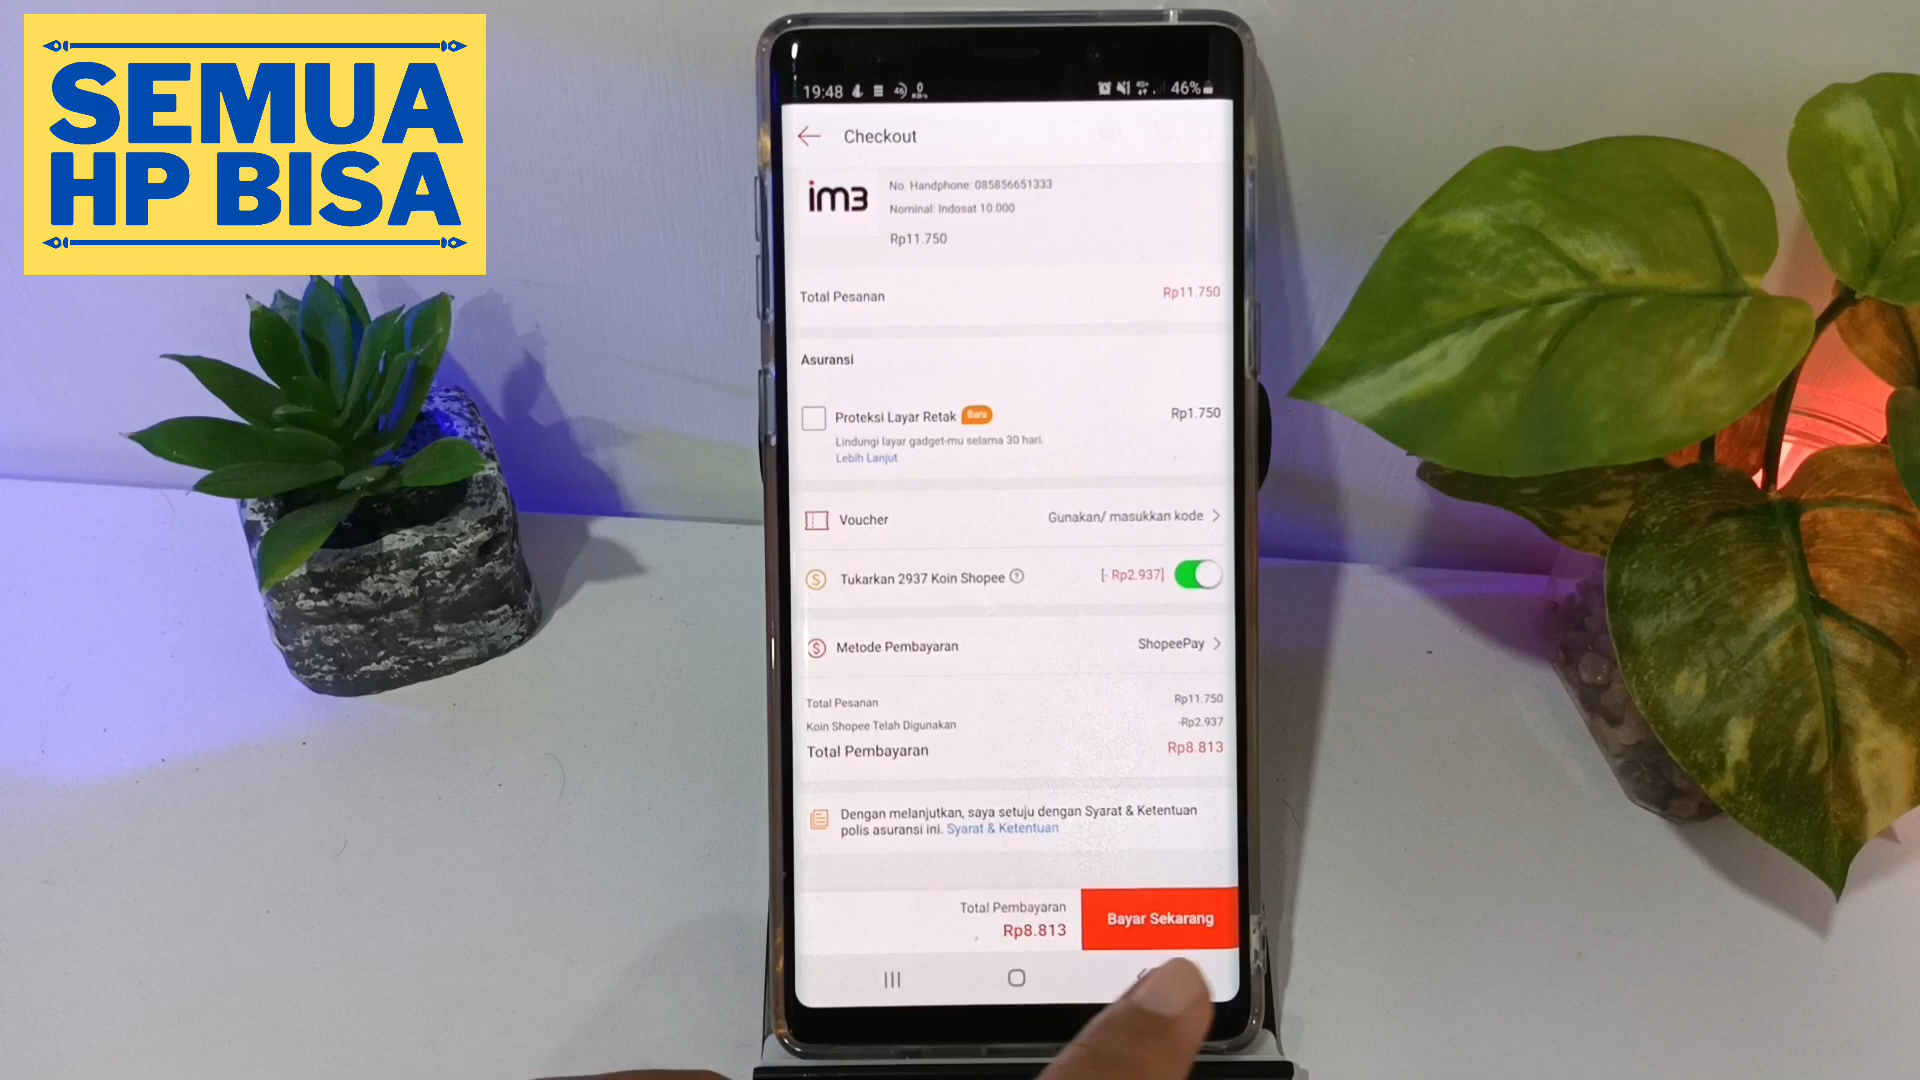 SEMUA
HP BISA
19:48
46%
Checkout
im3
No. Handphone: 085856651333
Nominal: Indosat 10.000
Rp11.750
Total Pesanan Rp11.750
Asuransi
Proteksi Layar Retak Baru Rp1.750
Lindungi layar gadget-mu selama 30 hari.
Lebih Lanjut
Voucher Gunakan/ masukkan kode
Tukarkan 2937 Koin Shopee [- Rp2.937]
Metode Pembayaran ShopeePay
Total Pesanan Rp11.750
Koin Shopee Telah Digunakan -Rp2.937
Total Pembayaran Rp8.813
Dengan melanjutkan, saya setuju dengan Syarat & Ketentuan
polis asuransi ini. Syarat & Ketentuan
Total Pembayaran
Rp8.813
Bayar Sekarang